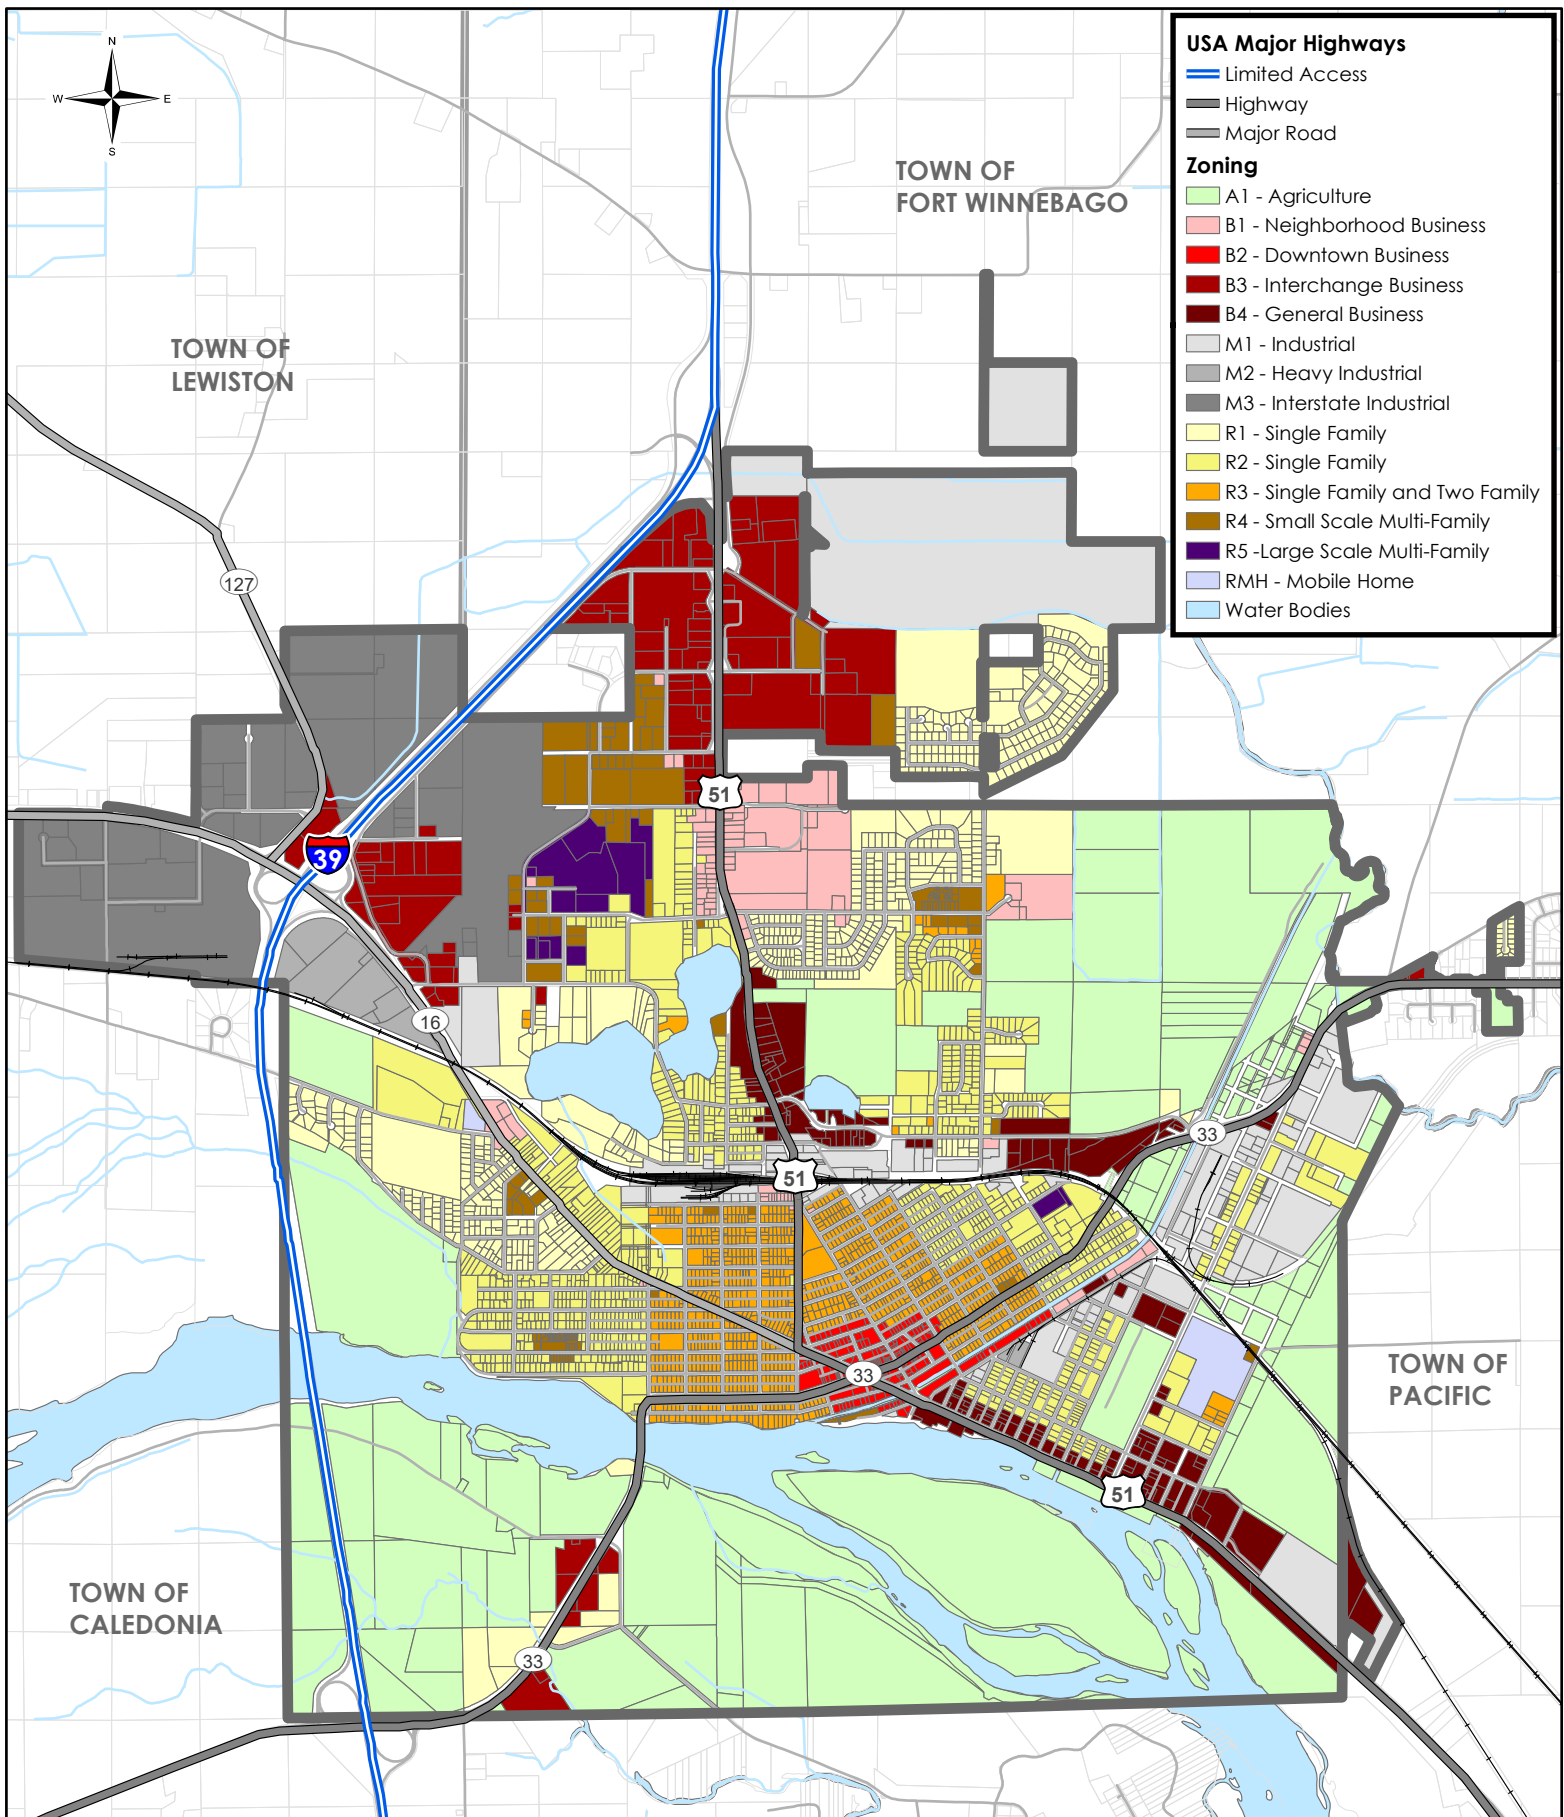 N
W
E
S
USA Major Highways
Limited Access
Highway
Major Road
Zoning
A1 - Agriculture
B1 - Neighborhood Business
B2 - Downtown Business
B3 - Interchange Business
B4 - General Business
M1 - Industrial
M2 - Heavy Industrial
M3 - Interstate Industrial
R1 - Single Family
R2 - Single Family
R3 - Single Family and Two Family
R4 - Small Scale Multi-Family
R5 -Large Scale Multi-Family
RMH - Mobile Home
Water Bodies
TOWN OF
FORT WINNEBAGO
TOWN OF
LEWISTON
127
51
39
16
33
51
33
TOWN OF
PACIFIC
51
TOWN OF
CALEDONIA
33